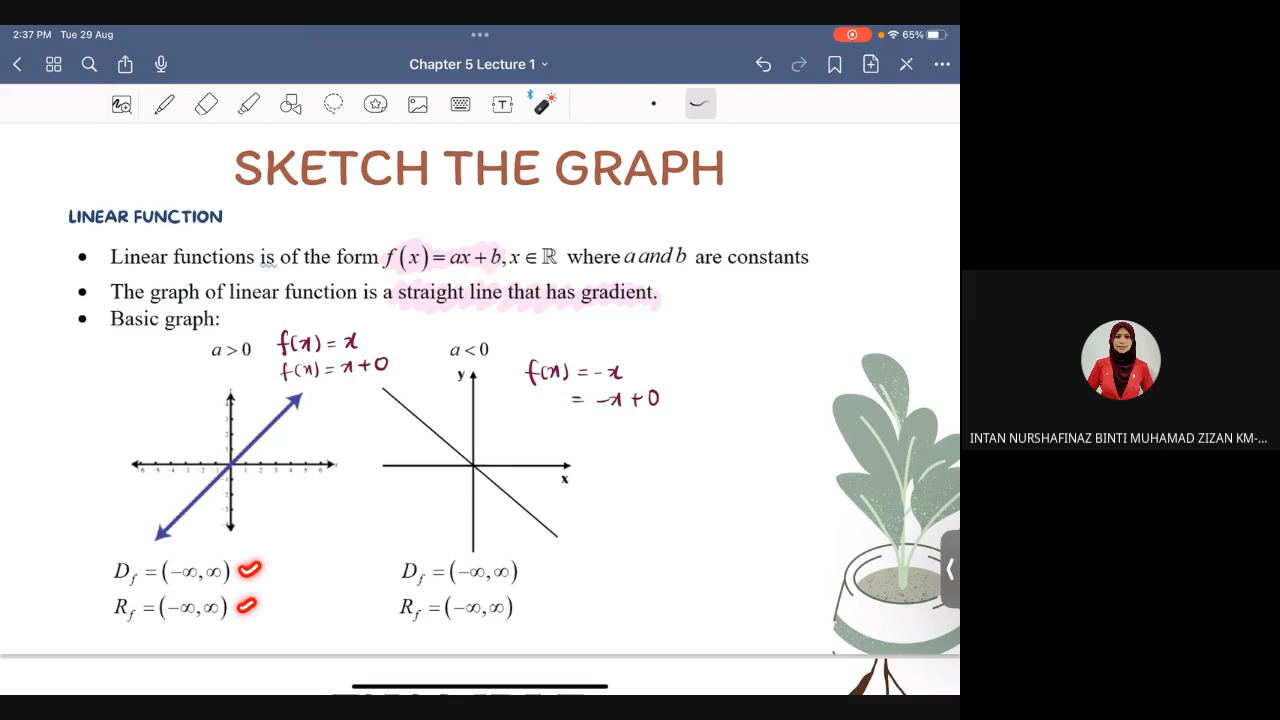 2:37 PM Tue 29 Aug
65%
Chapter 5 Lecture 1
SKETCH THE GRAPH
LINEAR FUNCTION
• Linear functions is of the form f(x) = ax + b, x ∈ ℝ where a and b are constants
• The graph of linear function is a straight line that has gradient.
• Basic graph:
a > 0
f(x) = x
f(x) = x + 0
a < 0
f(x) = -x
= -x + 0
y
x
D_f = (-∞, ∞)
R_f = (-∞, ∞)
D_f = (-∞, ∞)
R_f = (-∞, ∞)
INTAN NURSHAFINAZ BINTI MUHAMAD ZIZAN KM-...